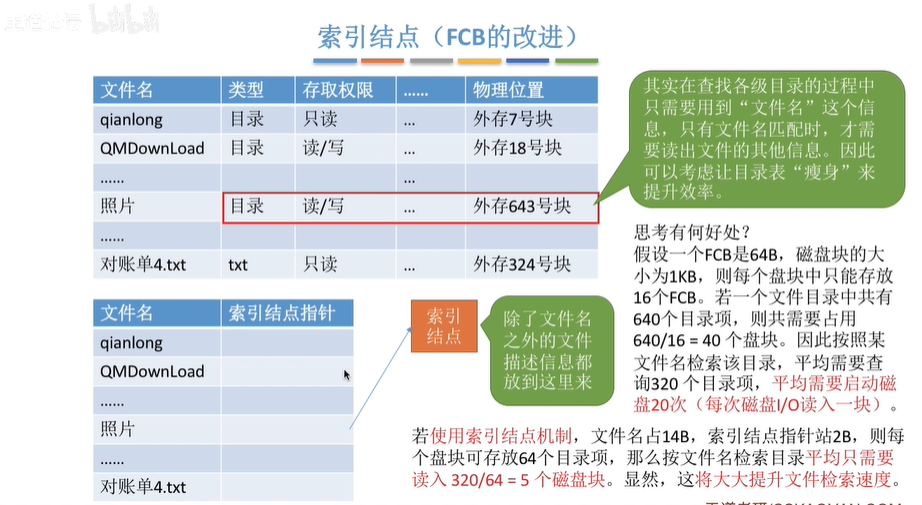 索引结点（FCB的改进）
文件名 类型 存取权限 …… 物理位置
qianlong 目录 只读 ... 外存7号块
QMDownLoad 目录 读/写 ... 外存18号块
...... ...
照片 目录 读/写 ... 外存643号块
......
对账单4.txt txt 只读 ... 外存324号块
其实在查找各级目录的过程中
只需要用到“文件名”这个信
息，只有文件名匹配时，才需
要读出文件的其他信息。因此
可以考虑让目录表“瘦身”来
提升效率。
思考有何好处？
假设一个FCB是64B，磁盘块的大
小为1KB，则每个盘块中只能存放
16个FCB。若一个文件目录中共有
640个目录项，则共需要占用
640/16 = 40 个盘块。因此按照某
文件名检索该目录，平均需要查
询320 个目录项，平均需要启动磁
盘20次（每次磁盘I/O读入一块）。
文件名 索引结点指针
qianlong
QMDownLoad
......
照片
......
对账单4.txt
索引
结点
除了文件名
之外的文件
描述信息都
放到这里来
若使用索引结点机制，文件名占14B，索引结点指针站2B，则每
个盘块可存放64个目录项，那么按文件名检索目录平均只需要
读入 320/64 = 5 个磁盘块。显然，这将大大提升文件检索速度。